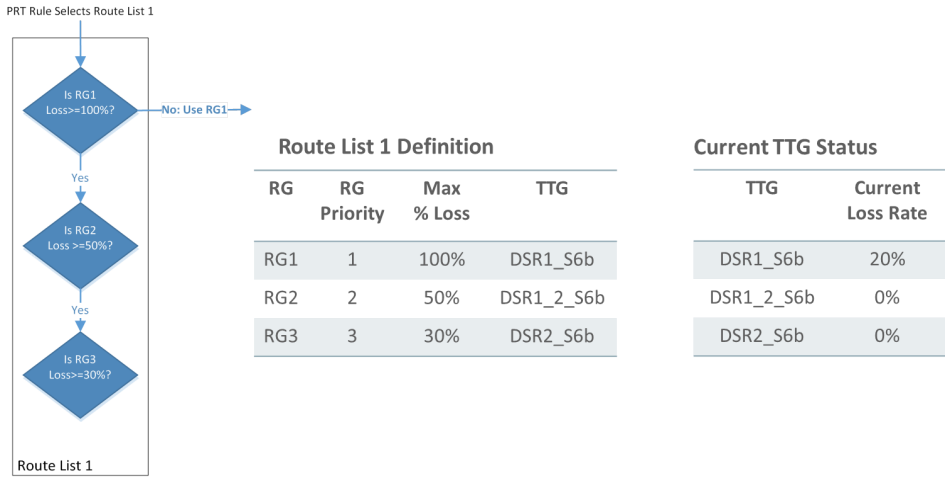 PRT Rule Selects Route List 1
Is RG1
Loss>=100%?
No: Use RG1
Yes
Is RG2
Loss >=50%?
Yes
Is RG3
Loss>=30%?
Route List 1
Route List 1 Definition
RG RG Max TTG
Priority % Loss
RG1 1 100% DSR1_S6b
RG2 2 50% DSR1_2_S6b
RG3 3 30% DSR2_S6b
Current TTG Status
TTG Current
Loss Rate
DSR1_S6b 20%
DSR1_2_S6b 0%
DSR2_S6b 0%